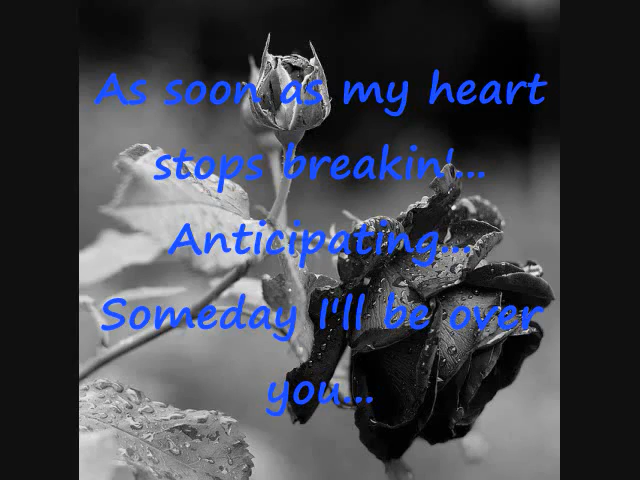 As soon as my heart
stops breakin'...
Anticipating...
Someday I'll be over
you...